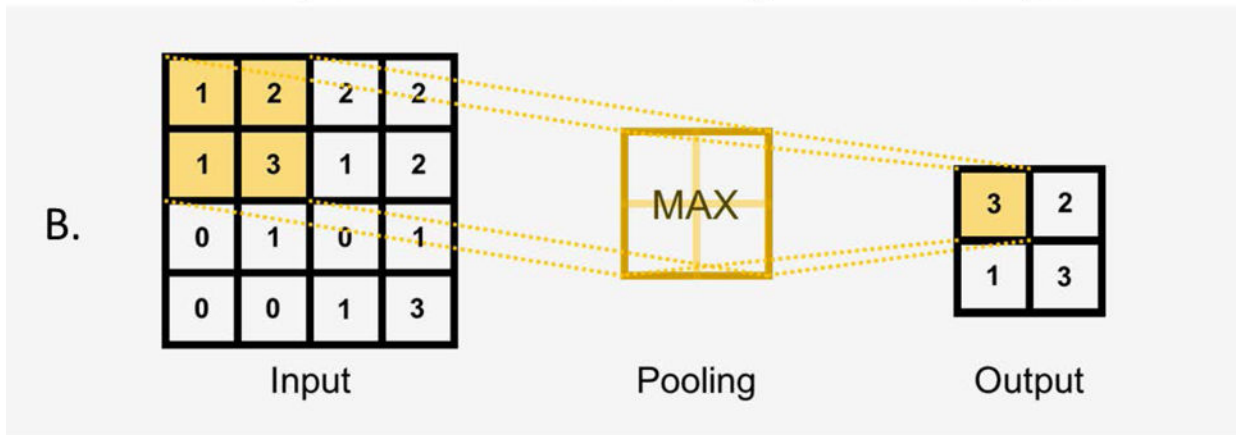 B.
1 2 2 2
1 3 1 2
0 1 0 1
0 0 1 3
Input
MAX
Pooling
3 2
1 3
Output